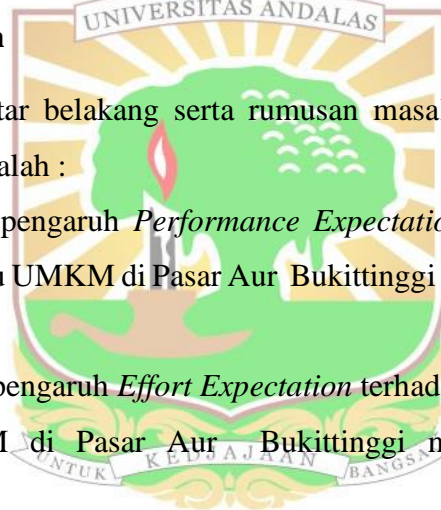 UNIVERSITAS ANDALAS
tar belakang serta rumusan masa
alah :
pengaruh Performance Expectatio
u UMKM di Pasar Aur Bukittinggi
pengaruh Effort Expectation terhad
M di Pasar Aur Bukittinggi m
UNTUK KEDJAJAAN BANGSA